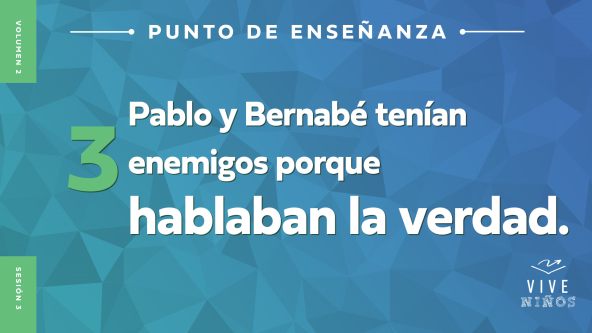 VOLUMEN 2
PUNTO DE ENSEÑANZA
3
Pablo y Bernabé tenían
enemigos porque
hablaban la verdad.
SESIÓN 3
VIVE
NIÑOS